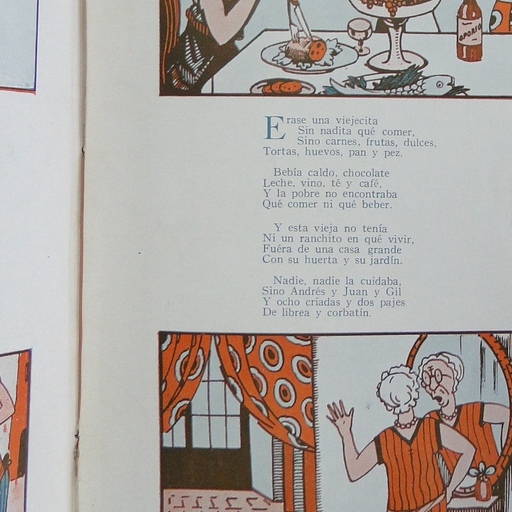 OPORTO
Erase una viejecita
Sin nadita qué comer,
Sino carnes, frutas, dulces,
Tortas, huevos, pan y pez.
Bebía caldo, chocolate
Leche, vino, té y café,
Y la pobre no encontraba
Qué comer ni qué beber.
Y esta vieja no tenía
Ni un ranchito en qué vivir,
Fuéra de una casa grande
Con su huerta y su jardín.
Nadie, nadie la cuidaba,
Sino Andrés y Juan y Gil
Y ocho criadas y dos pajes
De librea y corbatín.